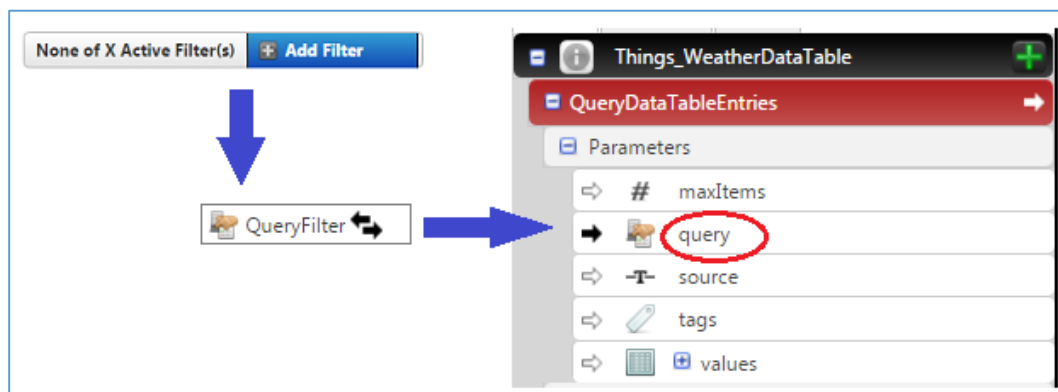 None of X Active Filter(s) Add Filter
Things_WeatherDataTable
QueryDataTableEntries
Parameters
# maxItems
QueryFilter
query
-T- source
tags
values